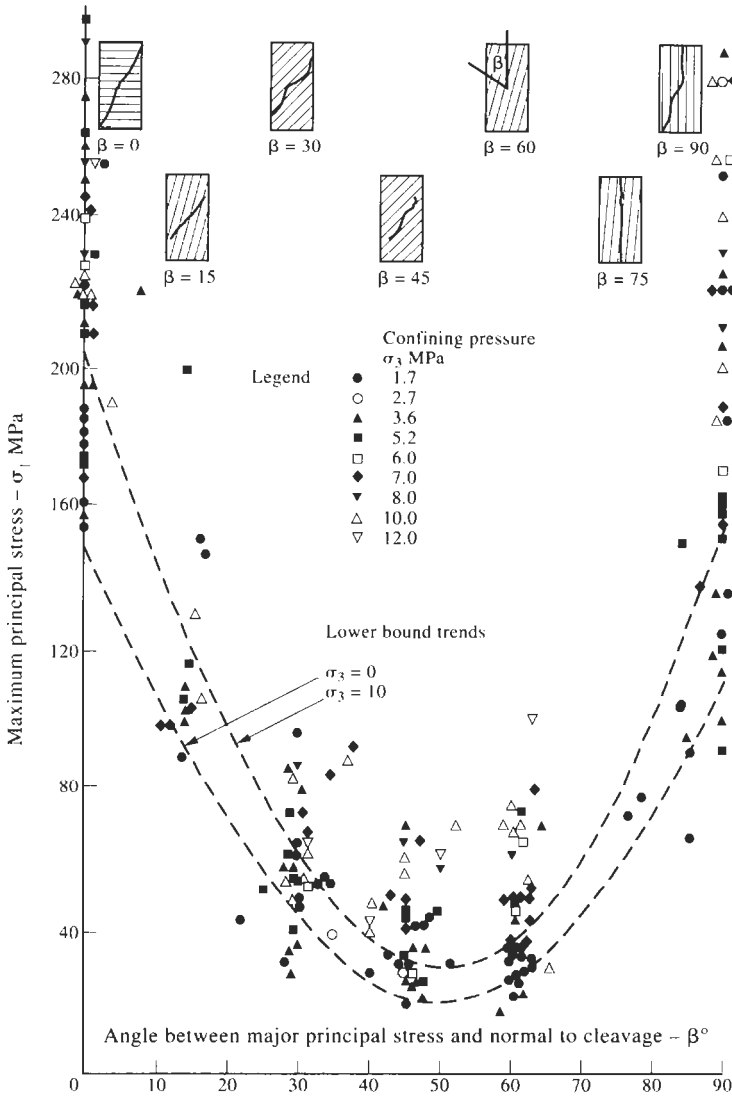 280
240
200
160
120
80
40
0
10
20
30
40
50
60
70
80
90
Maximum principal stress – σ₁ MPa
β
β = 0
β = 30
β = 60
β = 90
β = 15
β = 45
β = 75
Confining pressure
σ₃ MPa
Legend
1.7
2.7
3.6
5.2
6.0
7.0
8.0
10.0
12.0
Lower bound trends
σ₃ = 0
σ₃ = 10
Angle between major principal stress and normal to cleavage – β°